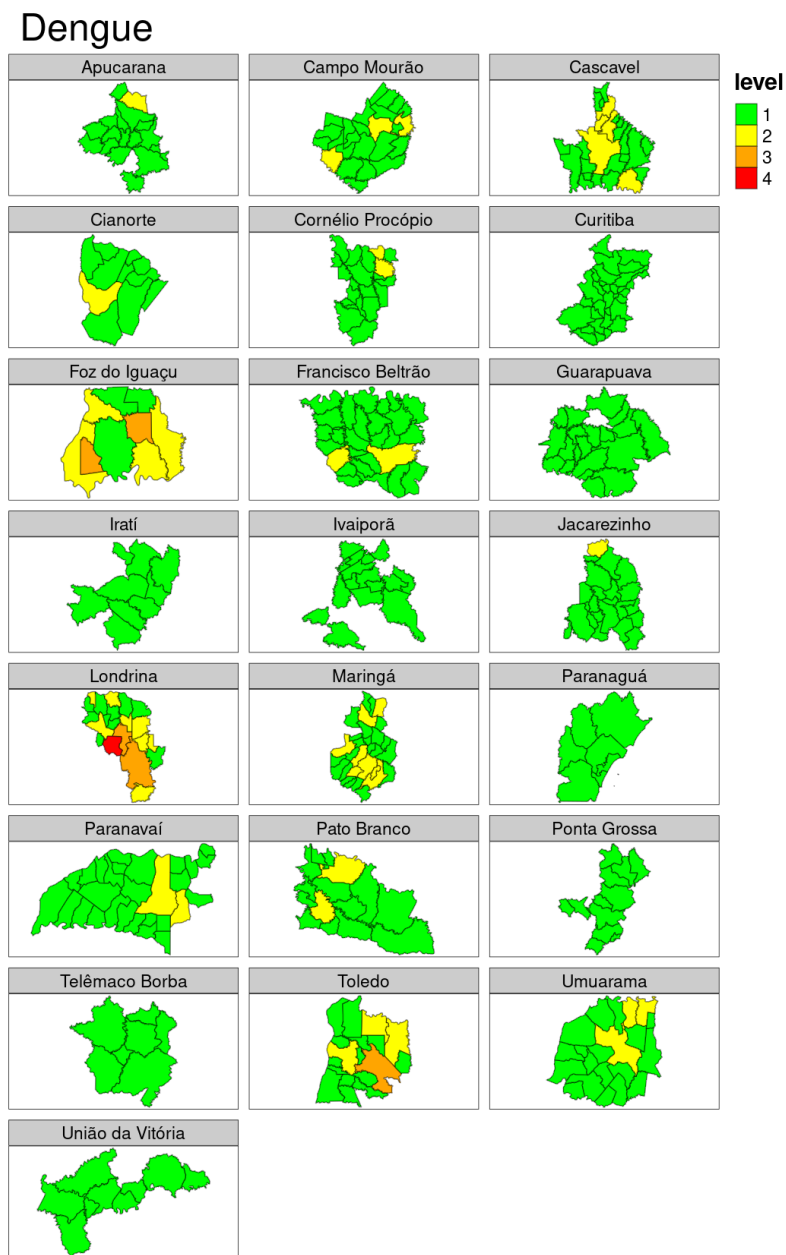 Dengue
Apucarana
Campo Mourão
Cascavel
level
1
2
3
4
Cianorte
Cornélio Procópio
Curitiba
Foz do Iguaçu
Francisco Beltrão
Guarapuava
Iratí
Ivaiporã
Jacarezinho
Londrina
Maringá
Paranaguá
Paranavaí
Pato Branco
Ponta Grossa
Telêmaco Borba
Toledo
Umuarama
União da Vitória